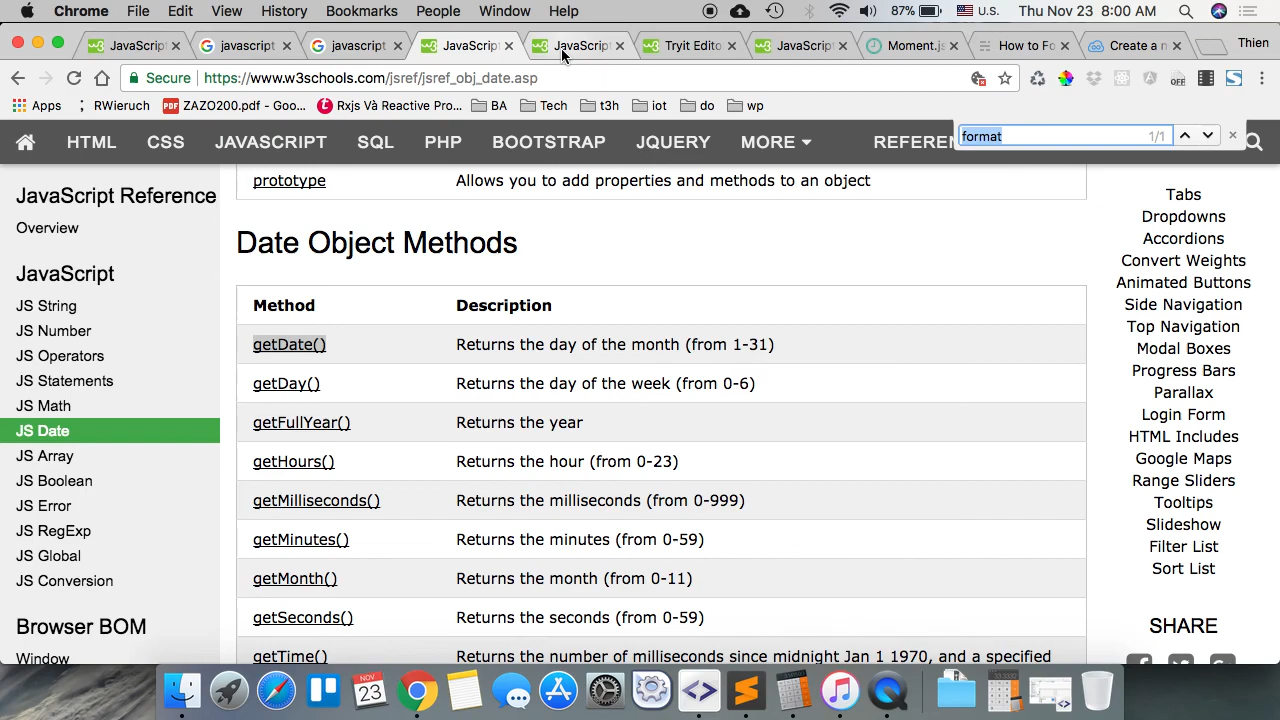 Chrome File Edit View History Bookmarks People Window Help 87% U.S. Thu Nov 23 8:00 AM
JavaScrip javascript javascript JavaScrip JavaScrip Tryit Edito JavaScrip Moment.js How to Fo Create a n Thien
Secure https://www.w3schools.com/jsref/jsref_obj_date.asp OFF
Apps RWieruch PDF ZAZO200.pdf - Goo... Rxjs Và Reactive Pro... BA Tech t3h iot do wp
format 1/1
HTML CSS JAVASCRIPT SQL PHP BOOTSTRAP JQUERY MORE REFEREN
JavaScript Reference
Overview
JavaScript
JS String
JS Number
JS Operators
JS Statements
JS Math
JS Date
JS Array
JS Boolean
JS Error
JS RegExp
JS Global
JS Conversion
Browser BOM
Window
prototype Allows you to add properties and methods to an object
Date Object Methods
Method Description
getDate() Returns the day of the month (from 1-31)
getDay() Returns the day of the week (from 0-6)
getFullYear() Returns the year
getHours() Returns the hour (from 0-23)
getMilliseconds() Returns the milliseconds (from 0-999)
getMinutes() Returns the minutes (from 0-59)
getMonth() Returns the month (from 0-11)
getSeconds() Returns the seconds (from 0-59)
getTime() Returns the number of milliseconds since midnight Jan 1 1970, and a specified
Tabs
Dropdowns
Accordions
Convert Weights
Animated Buttons
Side Navigation
Top Navigation
Modal Boxes
Progress Bars
Parallax
Login Form
HTML Includes
Google Maps
Range Sliders
Tooltips
Slideshow
Filter List
Sort List
SHARE
NOV
23